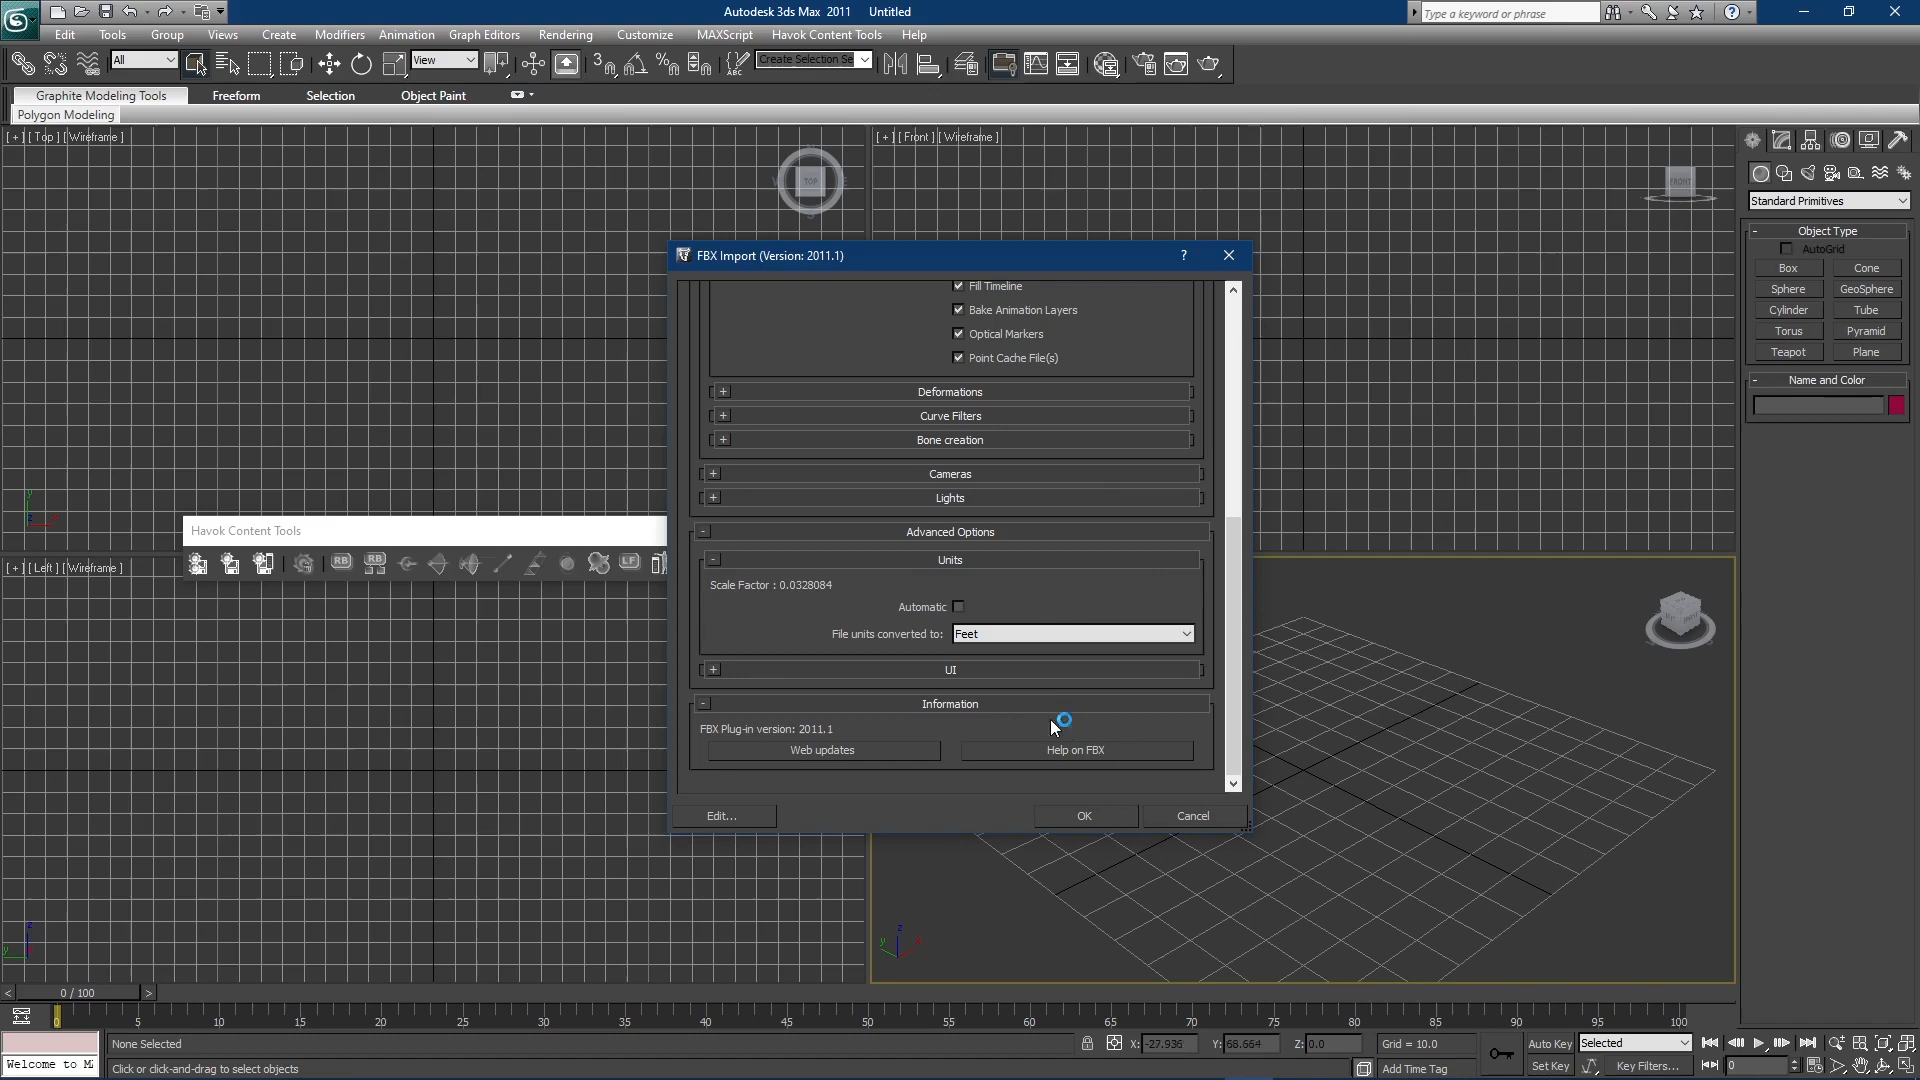 Autodesk 3ds Max 2011 Untitled
Type a keyword or phrase
Edit Tools Group Views Create Modifiers Animation Graph Editors Rendering Customize MAXScript Havok Content Tools Help
All View Create Selection Se
Graphite Modeling Tools Freeform Selection Object Paint
Polygon Modeling
[ + ] [ Top ] [ Wireframe ]
[ + ] [ Front ] [ Wireframe ]
TOP
FRONT
Standard Primitives
- Object Type
AutoGrid
Box Cone
Sphere GeoSphere
Cylinder Tube
Torus Pyramid
Teapot Plane
- Name and Color
FBX Import (Version: 2011.1) ?
Fill Timeline
Bake Animation Layers
Optical Markers
Point Cache File(s)
+ Deformations
+ Curve Filters
+ Bone creation
+ Cameras
+ Lights
- Advanced Options
- Units
Scale Factor : 0.0328084
Automatic
File units converted to: Feet
+ UI
- Information
FBX Plug-in version: 2011.1
Web updates Help on FBX
Edit... OK Cancel
Havok Content Tools
RB RB LF
[ + ] [ Left ] [ Wireframe ]
< 0 / 100 >
0 5 10 15 20 25 30 35 40 45 50 55 60 65 70 75 80 85 90 95 100
None Selected X: -27.936 Y: 68.664 Z: 0.0 Grid = 10.0 Auto Key Selected
Welcome to M Click or click-and-drag to select objects Add Time Tag Set Key Key Filters... 0